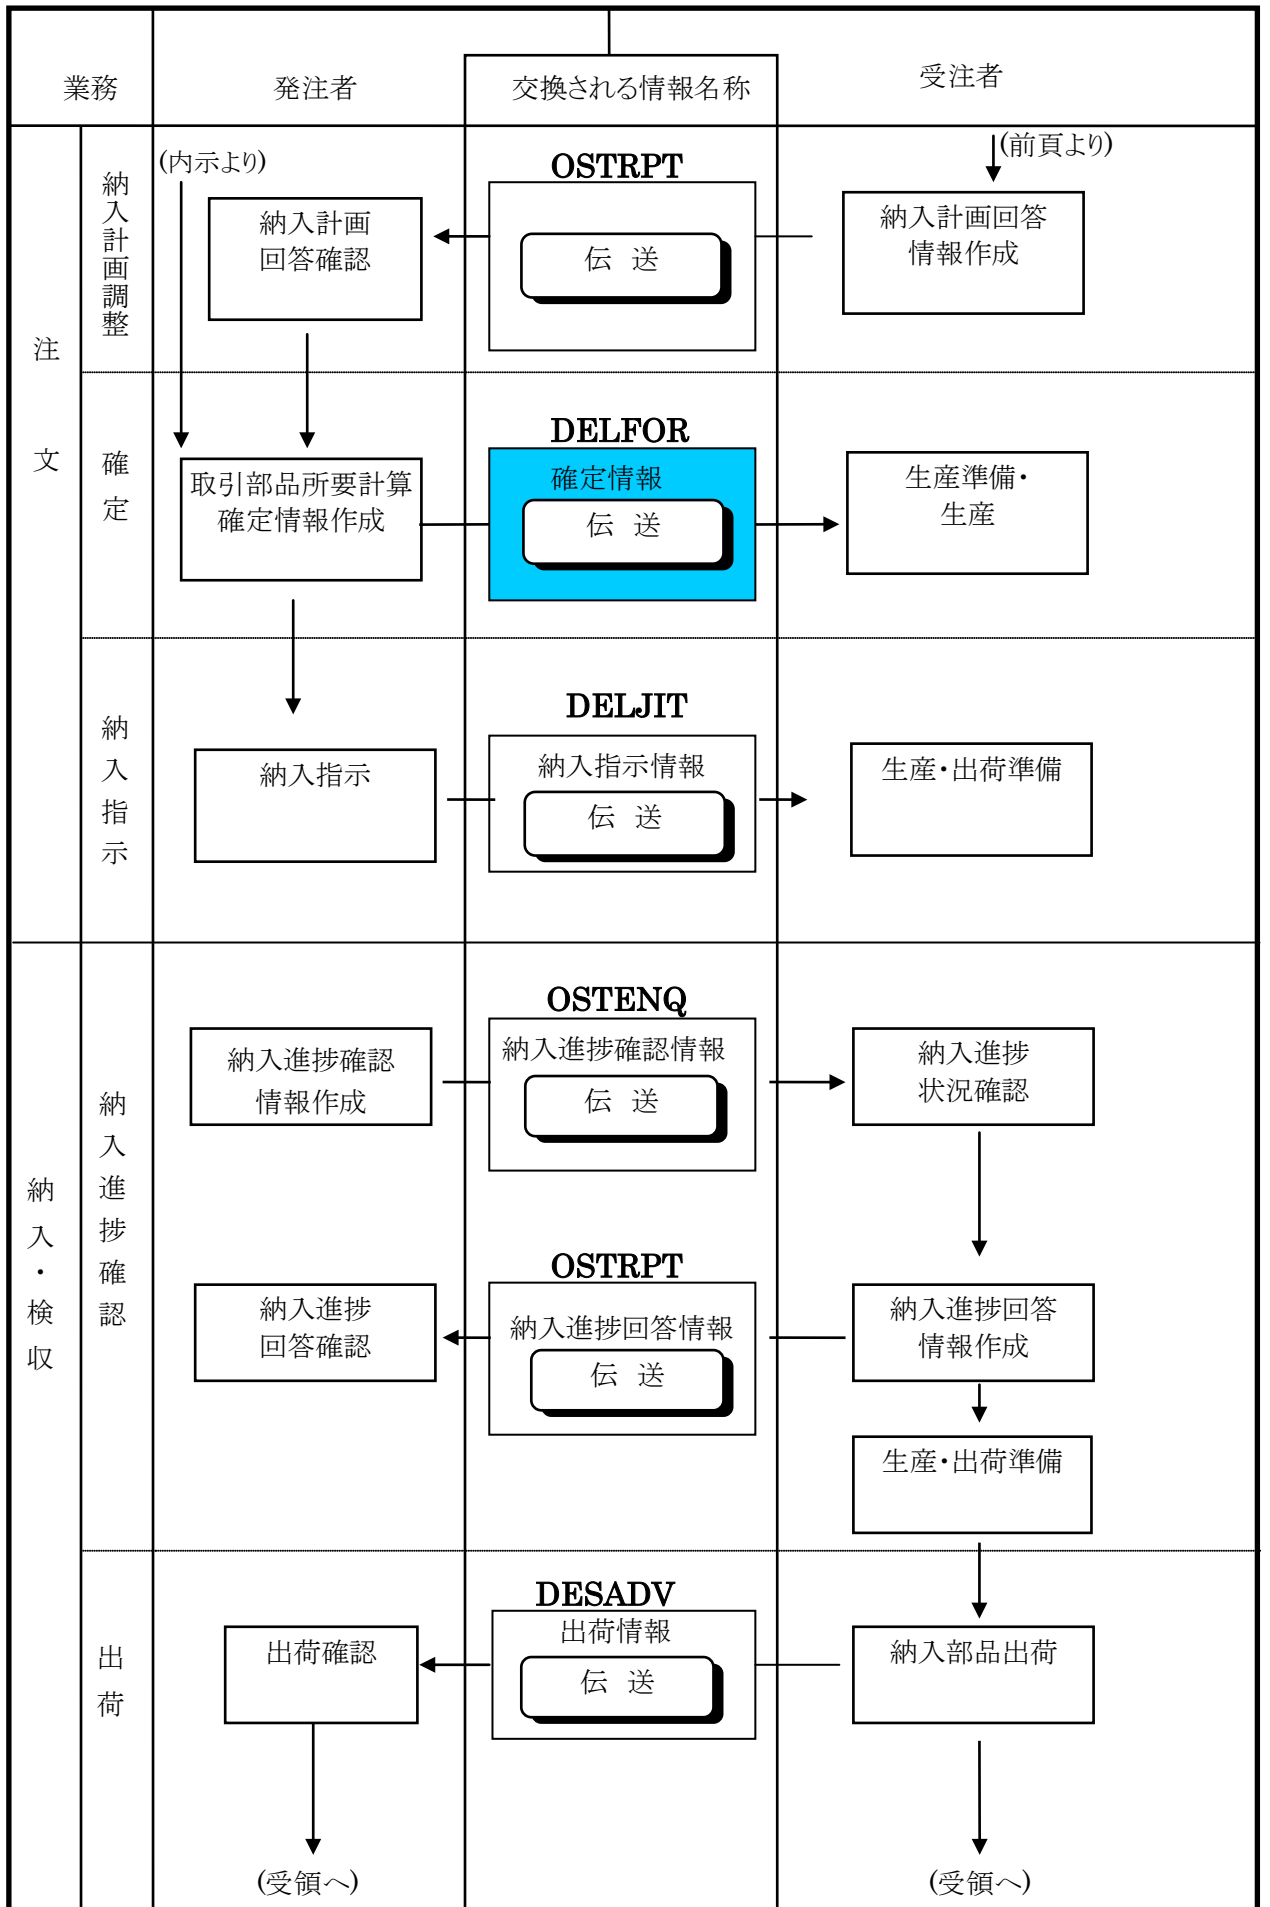 業務
発注者
交換される情報名称
受注者
注文
納入計画調整
(内示より)
OSTRPT
(前頁より)
納入計画
回答確認
伝 送
納入計画回答
情報作成
確定
DELFOR
取引部品所要計算
確定情報作成
確定情報
伝 送
生産準備・
生産
納入指示
DELJIT
納入指示
納入指示情報
伝 送
生産・出荷準備
納入・検収
納入進捗確認
OSTENQ
納入進捗確認
情報作成
納入進捗確認情報
伝 送
納入進捗
状況確認
OSTRPT
納入進捗
回答確認
納入進捗回答情報
伝 送
納入進捗回答
情報作成
生産・出荷準備
出荷
DESADV
出荷確認
出荷情報
伝 送
納入部品出荷
(受領へ)
(受領へ)